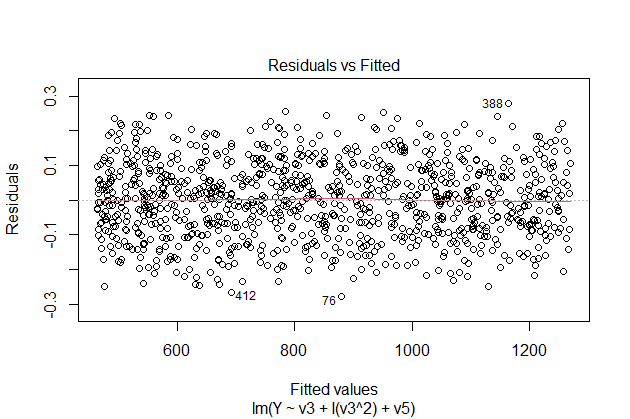 Residuals vs Fitted
Residuals
0.3
0.1
-0.1
-0.3
388
412
76
600
800
1000
1200
Fitted values
lm(Y ~ v3 + I(v3^2) + v5)